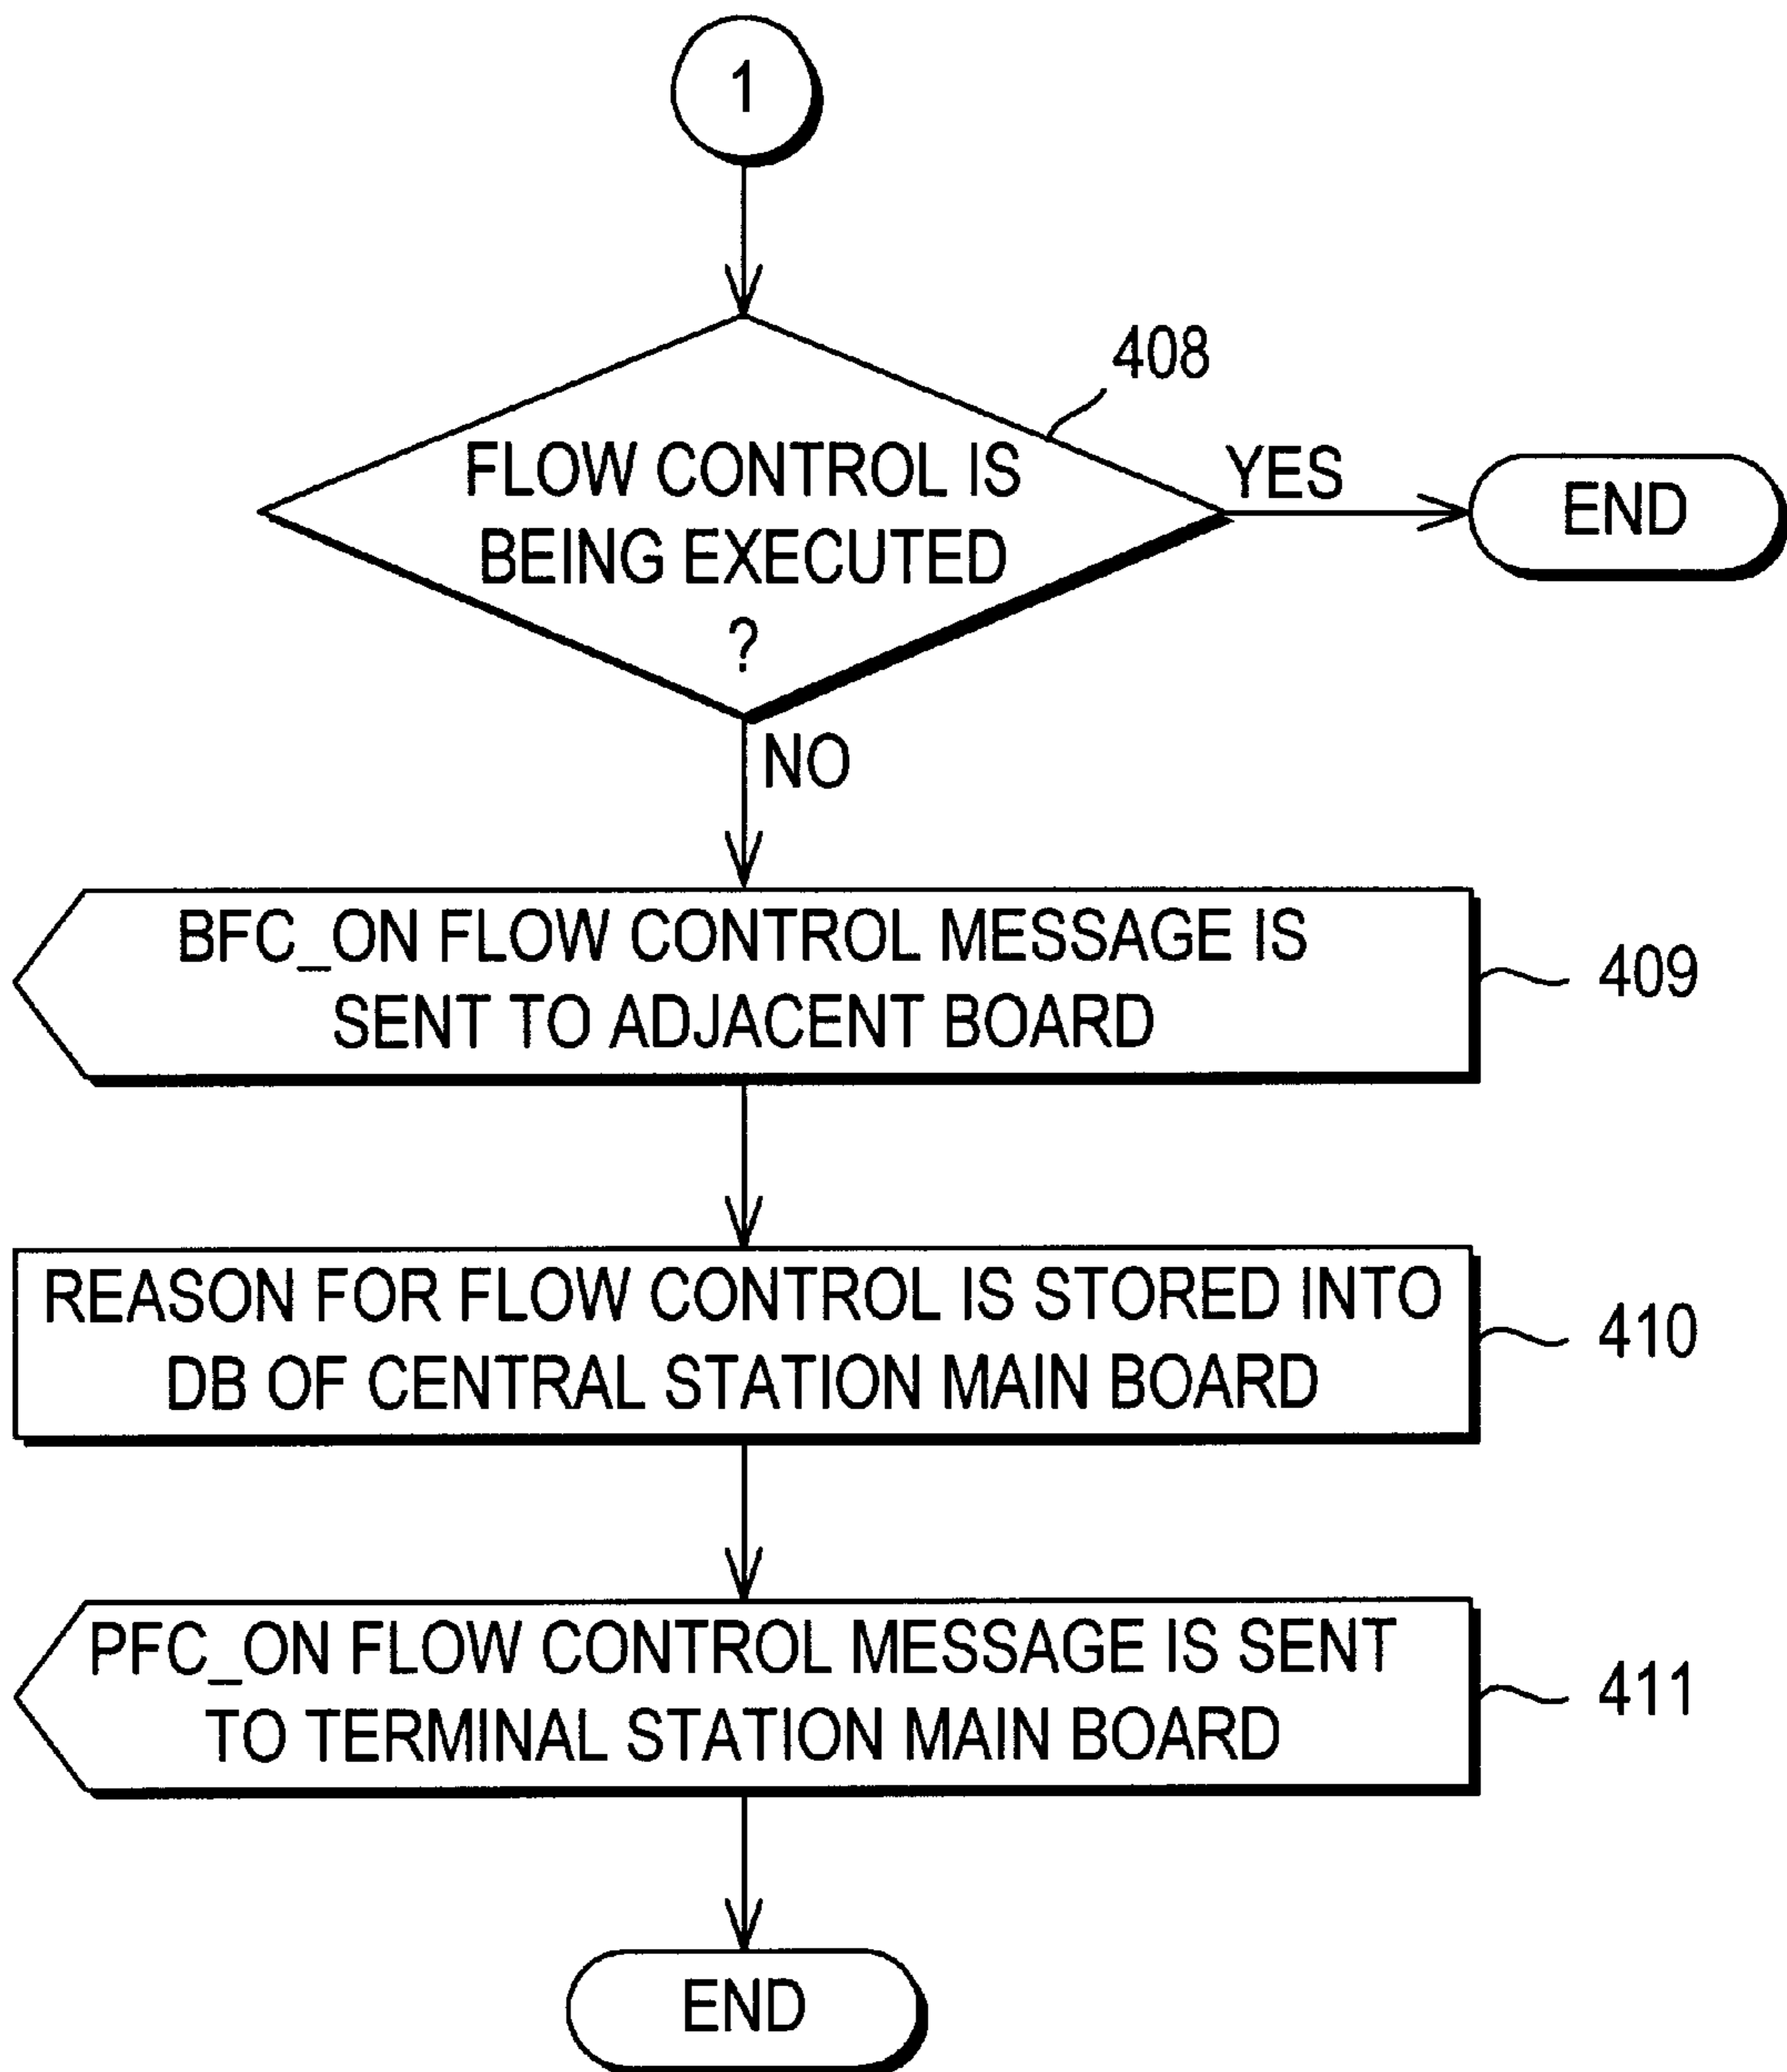 1
408
FLOW CONTROL IS
BEING EXECUTED
?
YES
END
NO
BFC_ON FLOW CONTROL MESSAGE IS
SENT TO ADJACENT BOARD
409
REASON FOR FLOW CONTROL IS STORED INTO
DB OF CENTRAL STATION MAIN BOARD
410
PFC_ON FLOW CONTROL MESSAGE IS SENT
TO TERMINAL STATION MAIN BOARD
411
END